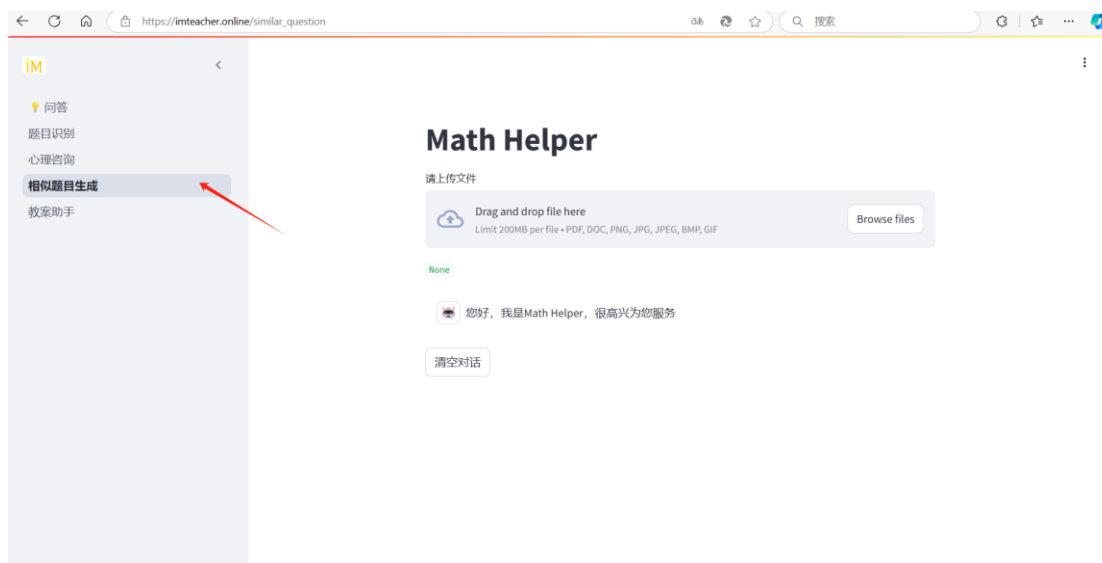 https://imteacher.online/similar_question
搜索
iM
问答
题目识别
心理咨询
相似题目生成
教案助手
Math Helper
请上传文件
Drag and drop file here
Limit 200MB per file • PDF, DOC, PNG, JPG, JPEG, BMP, GIF
Browse files
None
您好，我是Math Helper，很高兴为您服务
清空对话